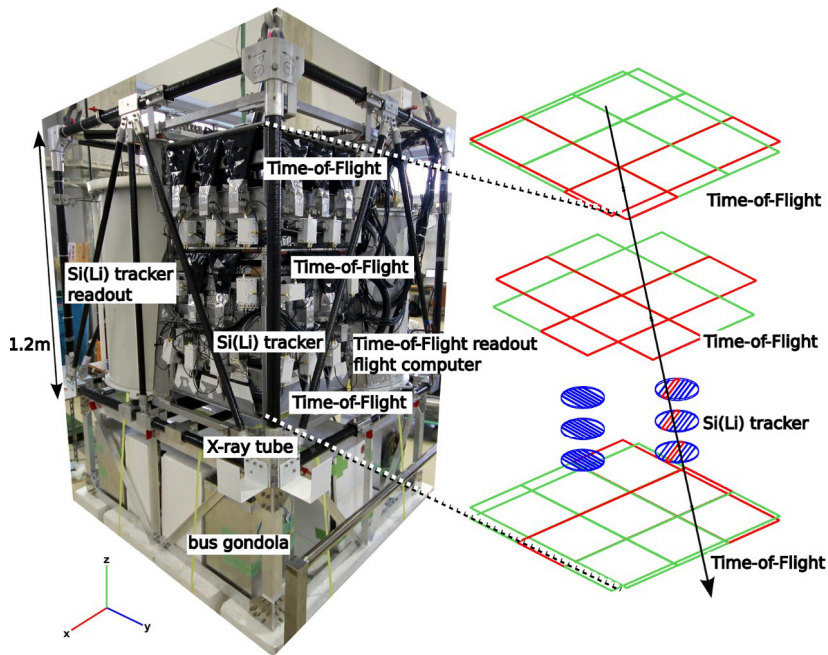 Time-of-Flight
Time-of-Flight
Time-of-Flight
Si(Li) tracker
readout
1.2m
Si(Li) tracker
Time-of-Flight readout
flight computer
Time-of-Flight
Time-of-Flight
Si(Li) tracker
X-ray tube
bus gondola
Time-of-Flight
z
x
y